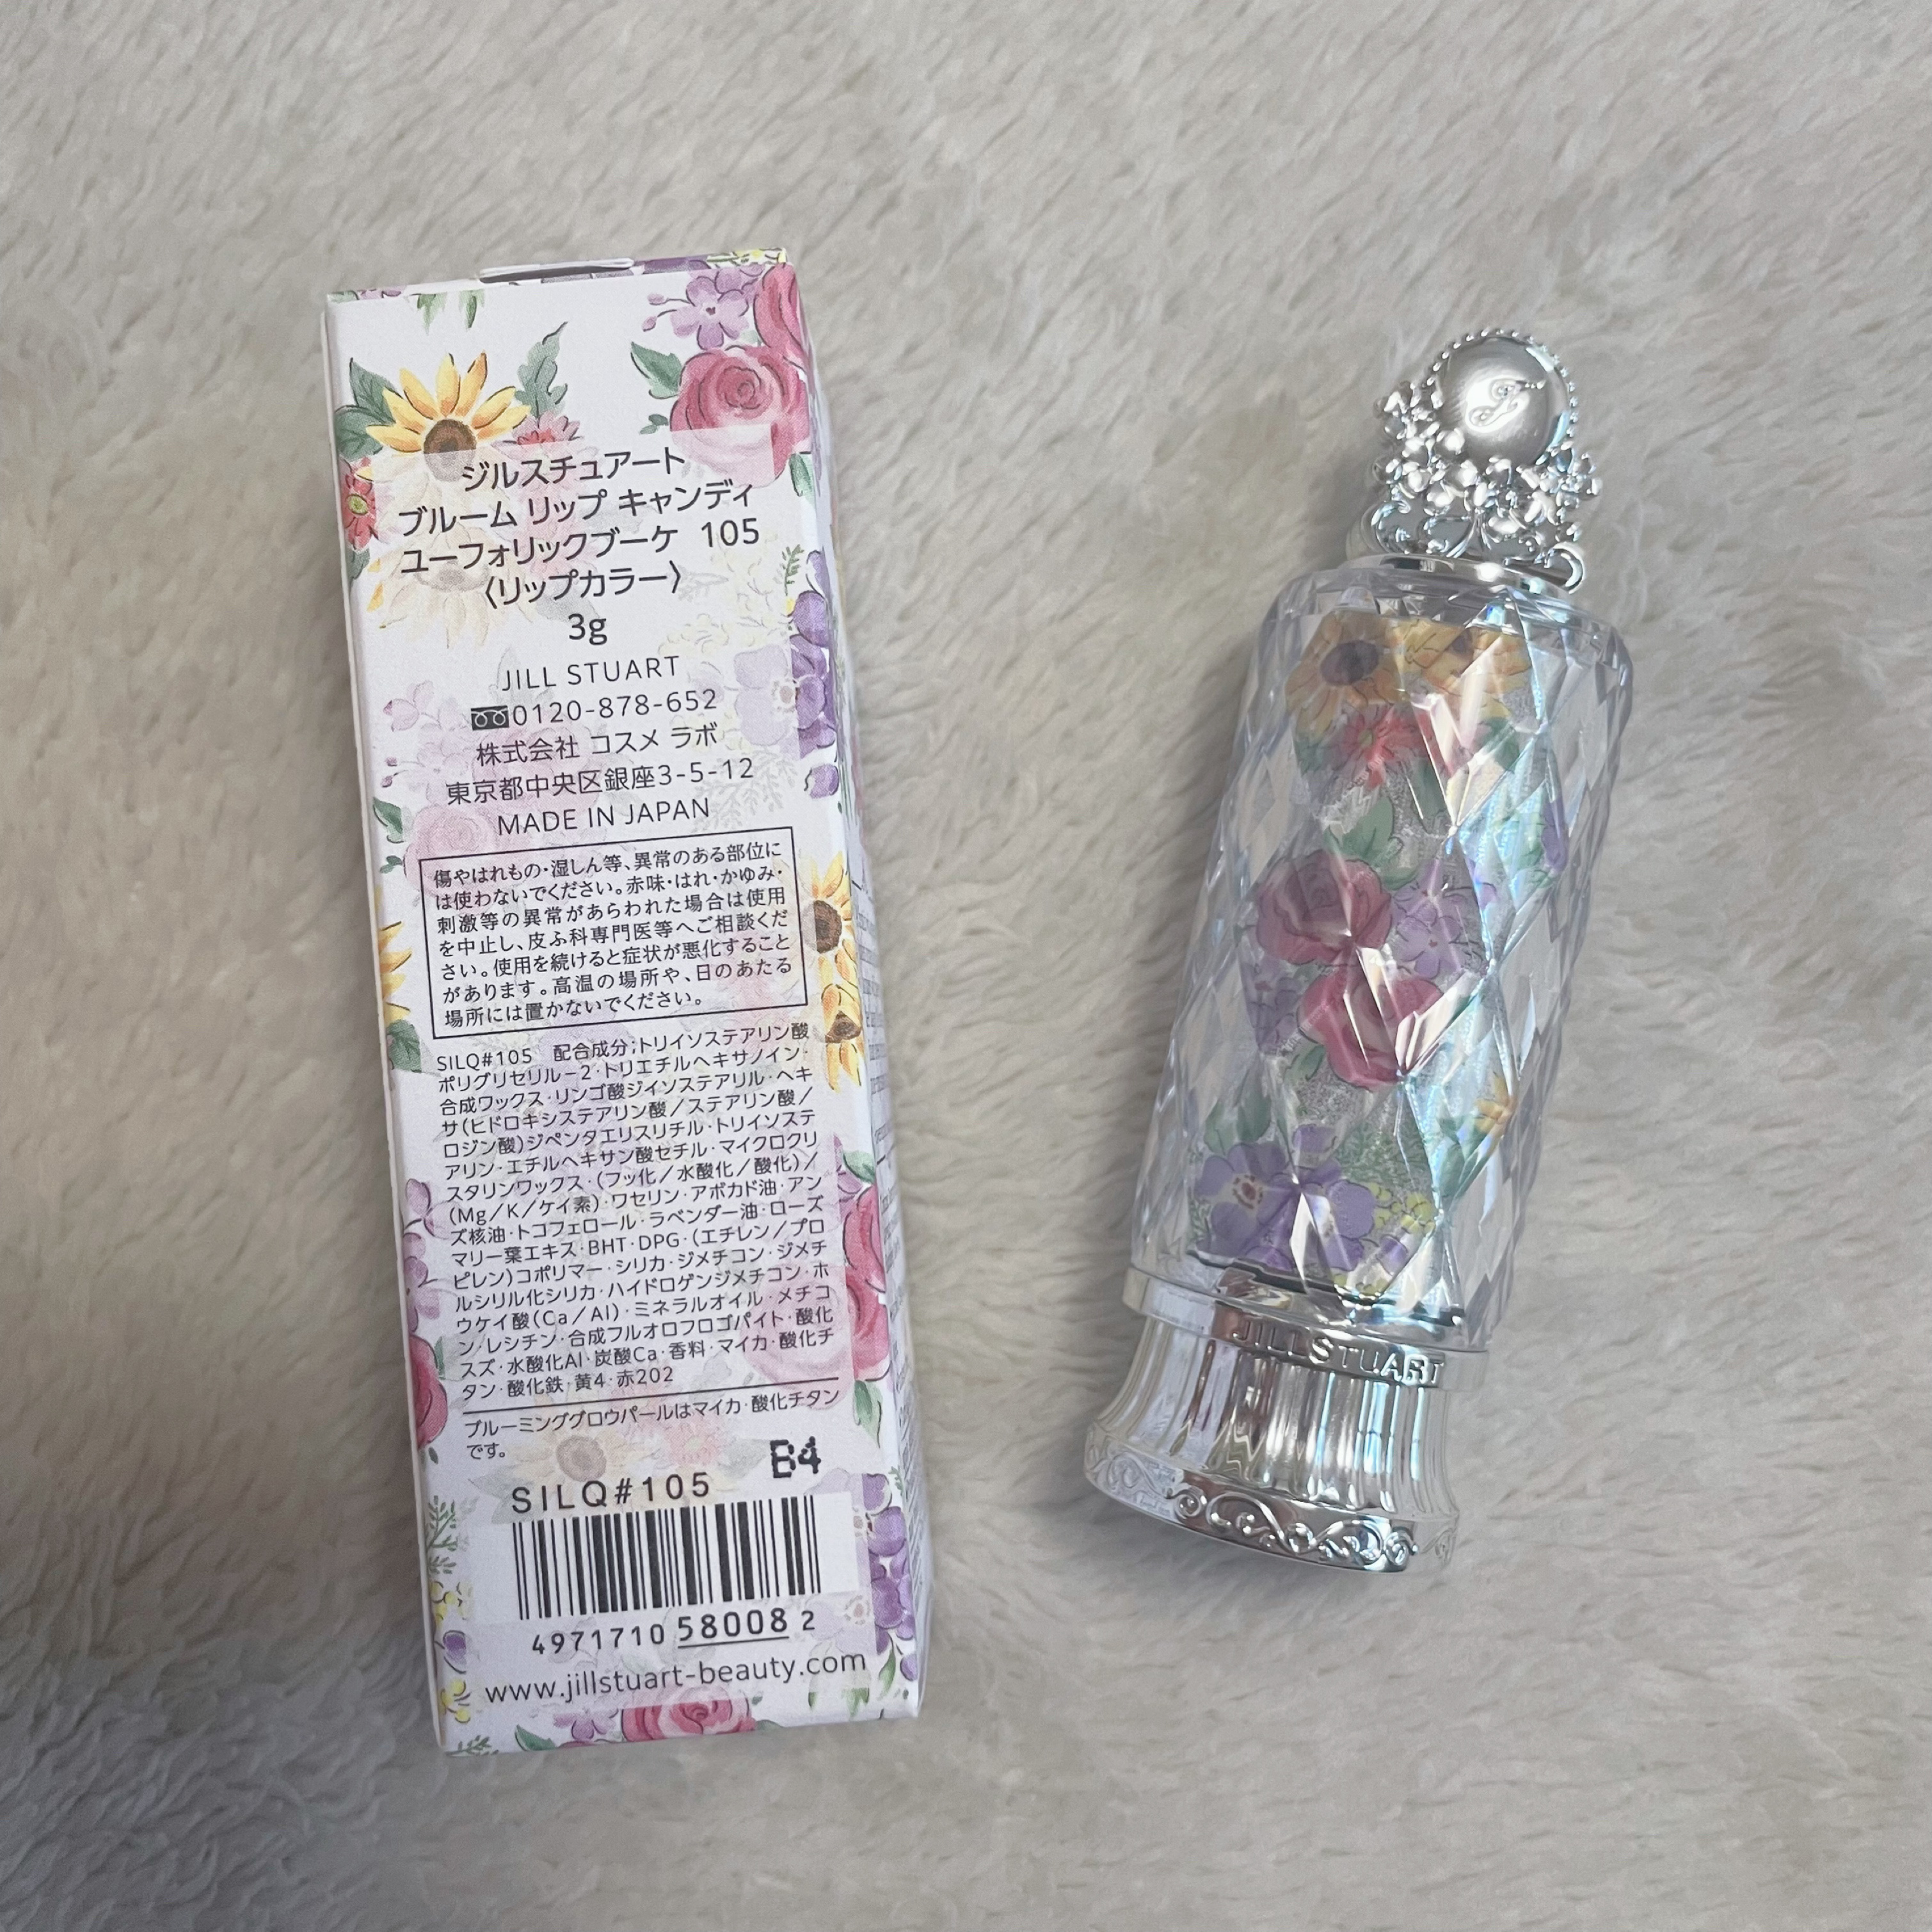 ジルスチュアート
ブルーム リップ キャンディ
ユーフォリックブーケ 105
〈リップカラー〉
3g
JILL STUART
0120-878-652
株式会社 コスメ ラボ
東京都中央区銀座3-5-12
MADE IN JAPAN
傷やはれもの・湿しん等、異常のある部位に
は使わないでください。赤味・はれ・かゆみ・
刺激等の異常があらわれた場合は使用
を中止し、皮ふ科専門医等へご相談くだ
さい。使用を続けると症状が悪化すること
があります。高温の場所や、日のあたる
場所には置かないでください。
SILQ#105 配合成分;トリイソステアリン酸
ポリグリセリル−2・トリエチルヘキサノイン・
合成ワックス・リンゴ酸ジイソステアリル・ヘキ
サ(ヒドロキシステアリン酸/ステアリン酸/
ロジン酸)ジペンタエリスリチル・トリイソステ
アリン・エチルヘキサン酸セチル・マイクロクリ
スタリンワックス・(フッ化/水酸化/酸化)/
(Mg/K/ケイ素)・ワセリン・アボカド油・アン
ズ核油・トコフェロール・ラベンダー油・ローズ
マリー葉エキス・BHT・DPG・(エチレン/プロ
ピレン)コポリマー・シリカ・ジメチコン・ジメチ
ルシリル化シリカ・ハイドロゲンジメチコン・ホ
ウケイ酸(Ca/Al)・ミネラルオイル・メチコ
ン・レシチン・合成フルオロフロゴパイト・酸化
スズ・水酸化Al・炭酸Ca・香料・マイカ・酸化チ
タン・酸化鉄・黄4・赤202
ブルーミンググロウパールはマイカ・酸化チタン
です。
B4
SILQ#105
4971710 58008 2
www.jillstuart-beauty.com
JILL STUART